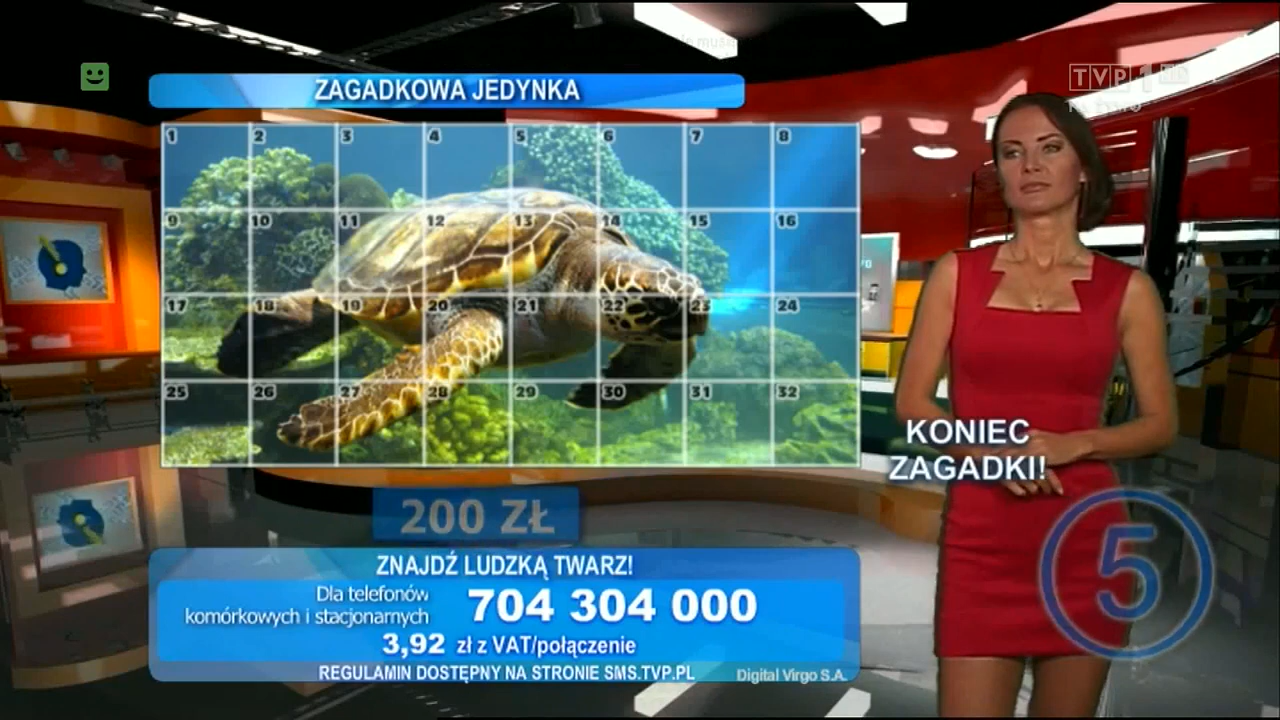 ZAGADKOWA JEDYNKA
TVP 1 HD
NA ŻYWO
1 2 3 4 5 6 7 8
9 10 11 12 13 14 15 16
17 18 19 20 21 22 23 24
25 26 27 28 29 30 31 32
KONIEC
ZAGADKI!
200 ZŁ
5
ZNAJDŹ LUDZKĄ TWARZ!
Dla telefonów
komórkowych i stacjonarnych
704 304 000
3,92 zł z VAT/połączenie
REGULAMIN DOSTĘPNY NA STRONIE SMS.TVP.PL
Digital Virgo S.A.